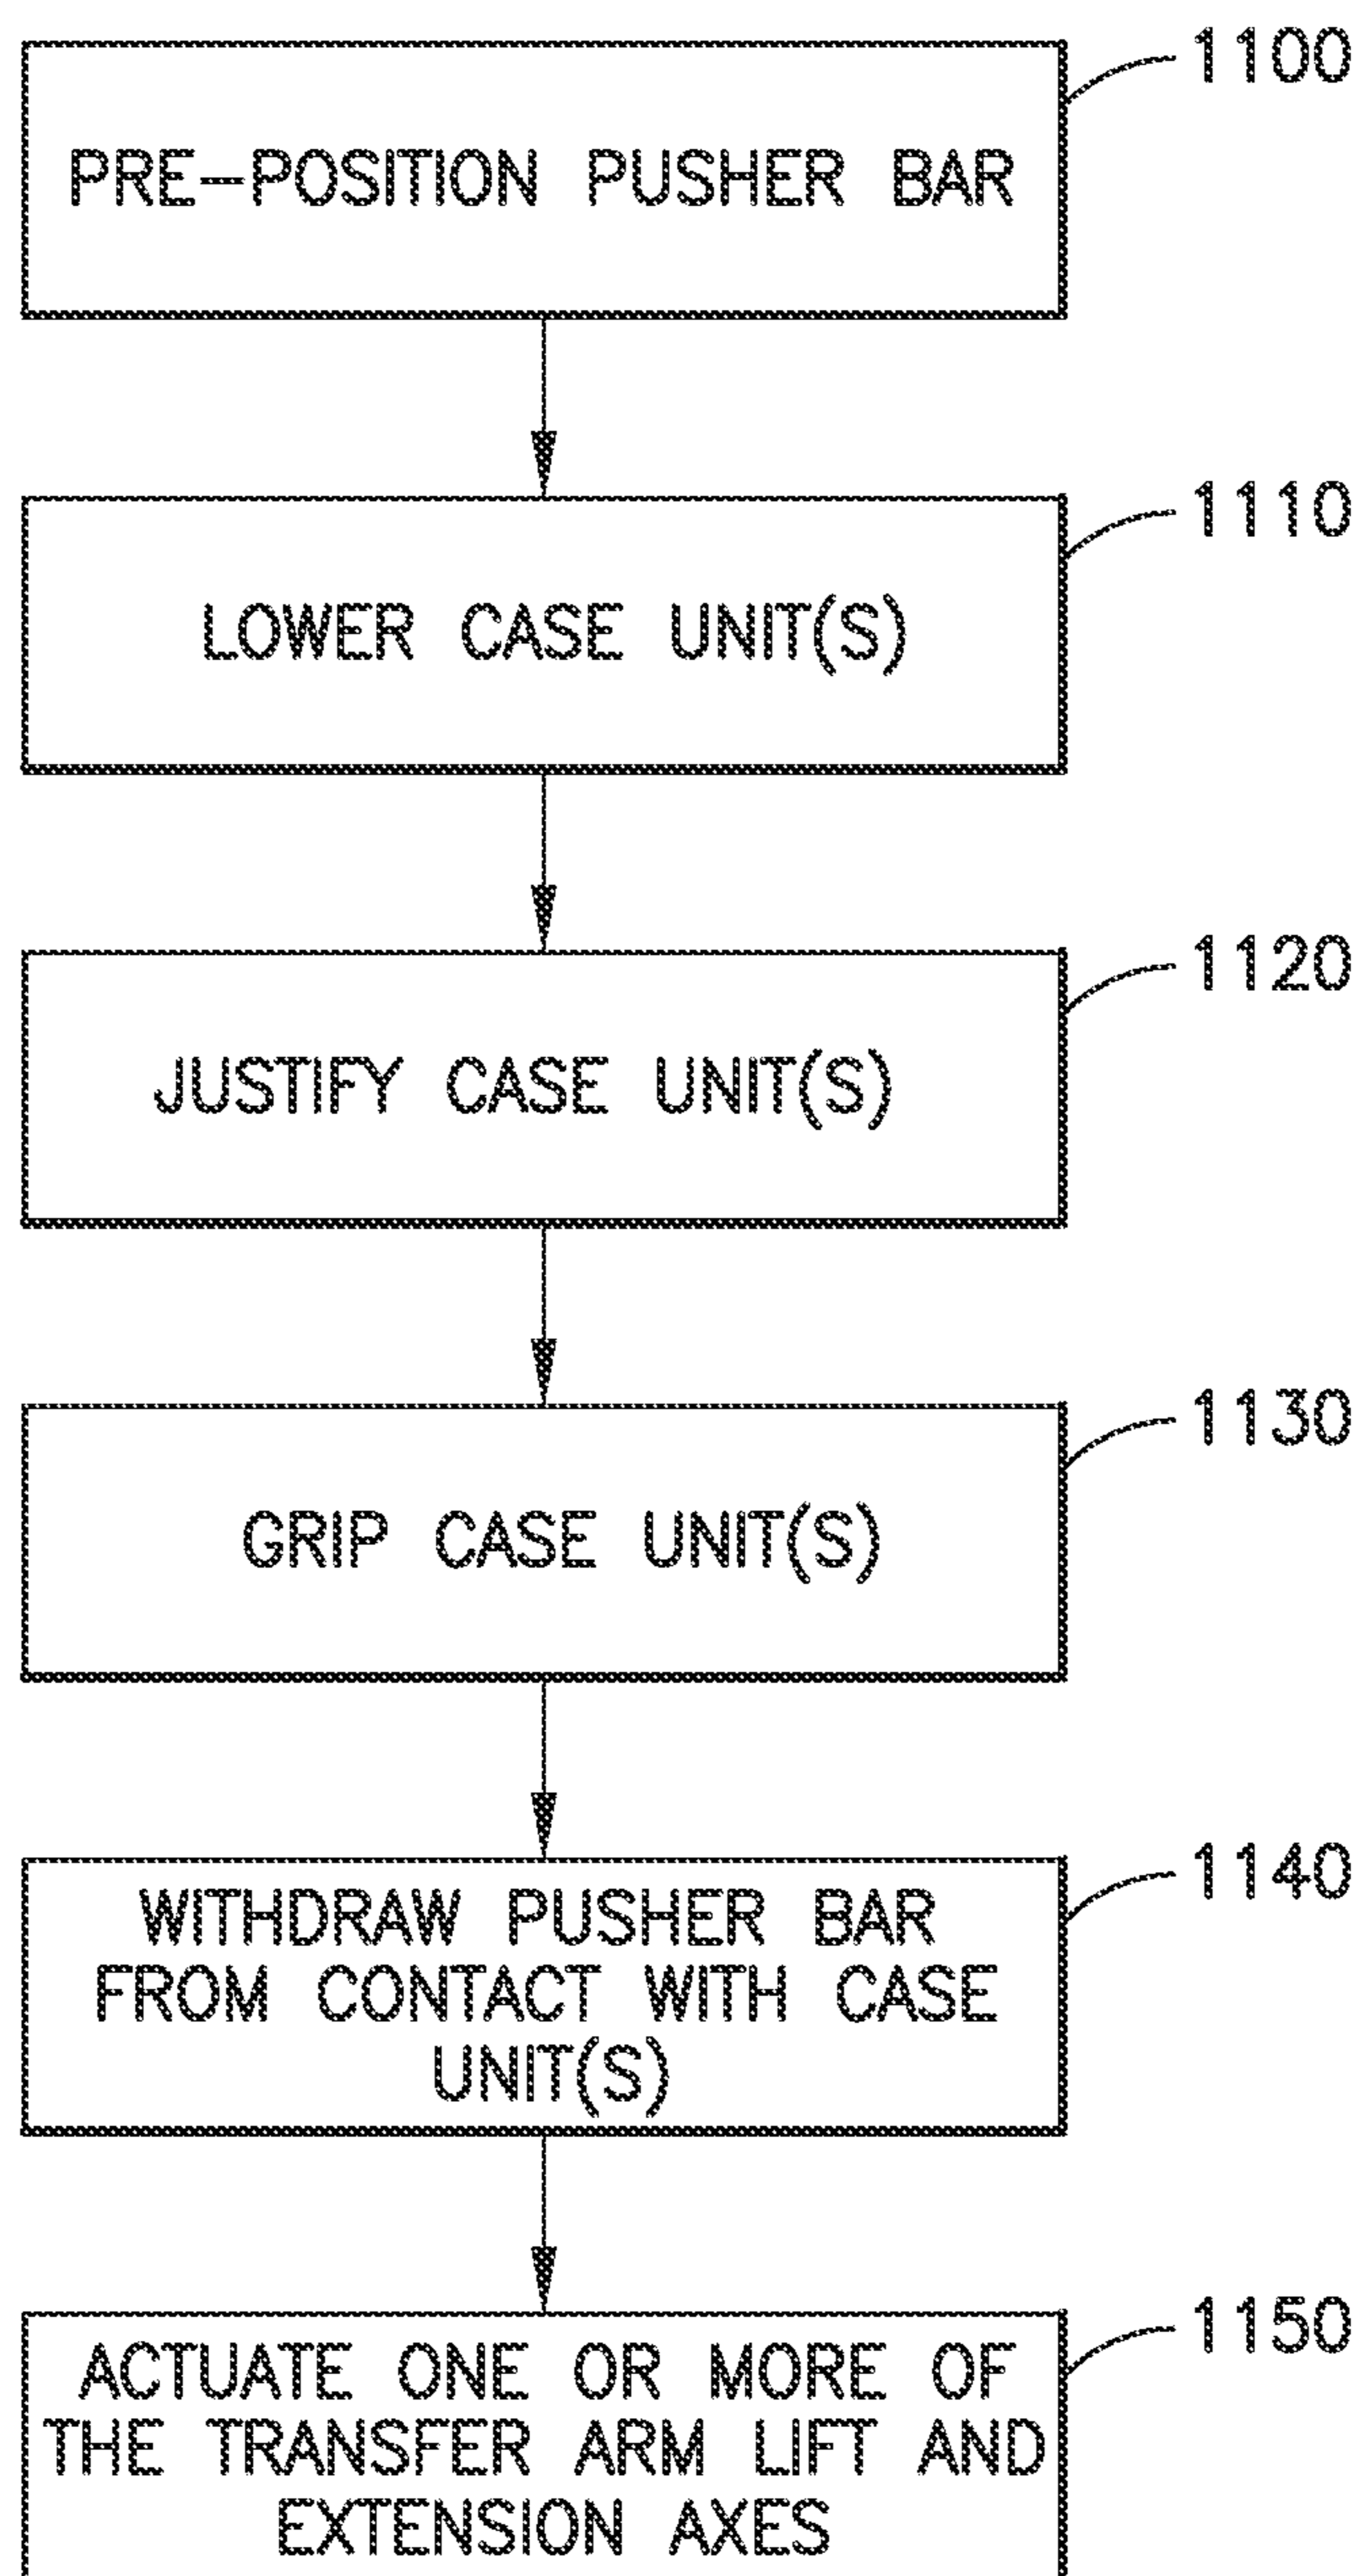 1100
PRE-POSITION PUSHER BAR
1110
LOWER CASE UNIT(S)
1120
JUSTIFY CASE UNIT(S)
1130
GRIP CASE UNIT(S)
1140
WITHDRAW PUSHER BAR
FROM CONTACT WITH CASE
UNIT(S)
1150
ACTUATE ONE OR MORE OF
THE TRANSFER ARM LIFT AND
EXTENSION AXES